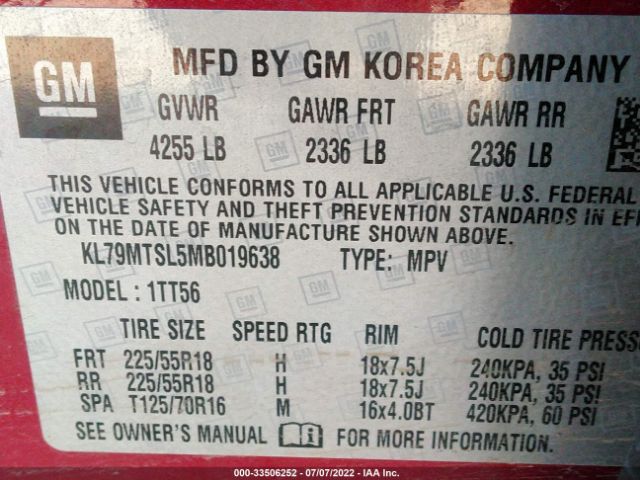 GM MFD BY GM KOREA COMPANY
GVWR GAWR FRT GAWR RR
4255 LB 2336 LB 2336 LB
THIS VEHICLE CONFORMS TO ALL APPLICABLE U.S. FEDERAL
VEHICLE SAFETY AND THEFT PREVENTION STANDARDS IN EF
ON THE DATE OF MANUFACTURE SHOWN ABOVE.
KL79MTSL5MB019638 TYPE: MPV
MODEL: 1TT56
TIRE SIZE SPEED RTG RIM COLD TIRE PRESS
FRT 225/55R18 H 18x7.5J 240KPA, 35 PSI
RR 225/55R18 H 18x7.5J 240KPA, 35 PSI
SPA T125/70R16 M 16x4.0BT 420KPA, 60 PSI
SEE OWNER'S MANUAL i FOR MORE INFORMATION.
000-33506252 - 07/07/2022 - IAA Inc.